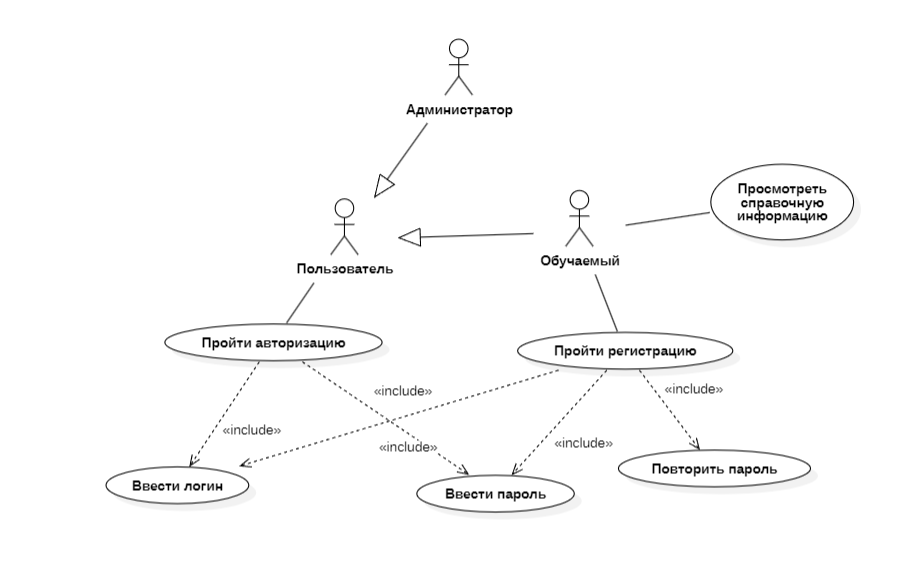 Администратор
Просмотреть
справочную
информацию
Обучаемый
Пользователь
Пройти авторизацию
Пройти регистрацию
«include»
«include»
«include»
«include»
«include»
Повторить пароль
Ввести логин
Ввести пароль